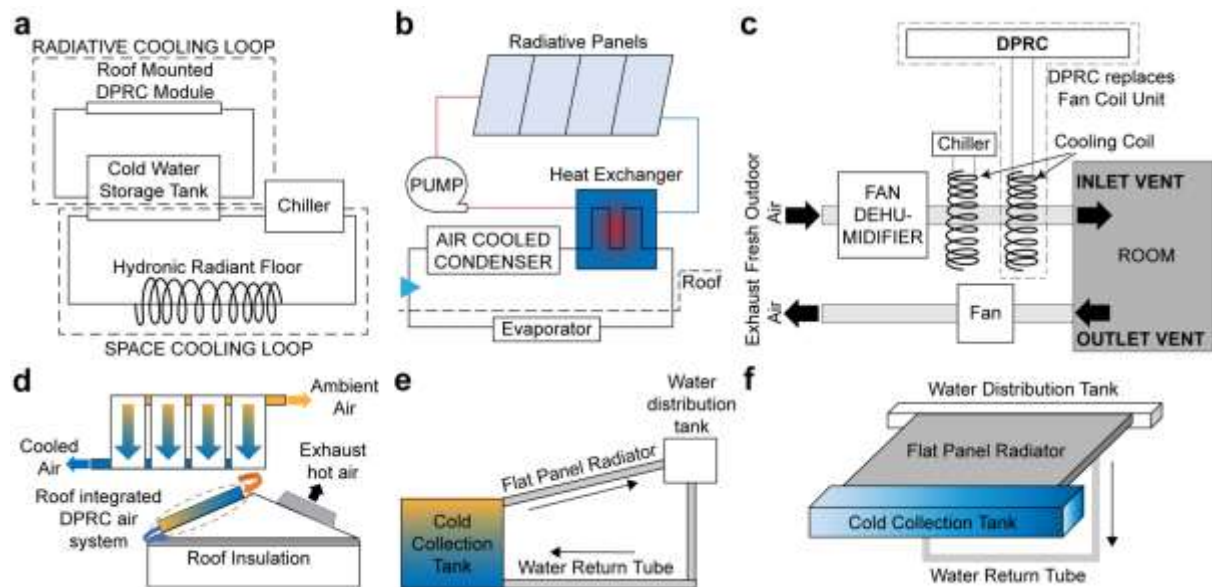 a
RADIATIVE COOLING LOOP
Roof Mounted
DPRC Module
Cold Water
Storage Tank
Chiller
Hydronic Radiant Floor
SPACE COOLING LOOP
b
Radiative Panels
PUMP
Heat Exchanger
AIR COOLED
CONDENSER
Roof
Evaporator
c
DPRC
DPRC replaces
Fan Coil Unit
Chiller
Cooling Coil
Exhaust Fresh Outdoor
Air
Air
FAN
DEHU-
MIDIFIER
INLET VENT
ROOM
Fan
OUTLET VENT
d
Ambient
Air
Cooled
Air
Exhaust
hot air
Roof integrated
DPRC air
system
Roof Insulation
e
Water
distribution
tank
Flat Panel Radiator
Cold
Collection
Tank
Water Return Tube
f
Water Distribution Tank
Flat Panel Radiator
Cold Collection Tank
Water Return Tube